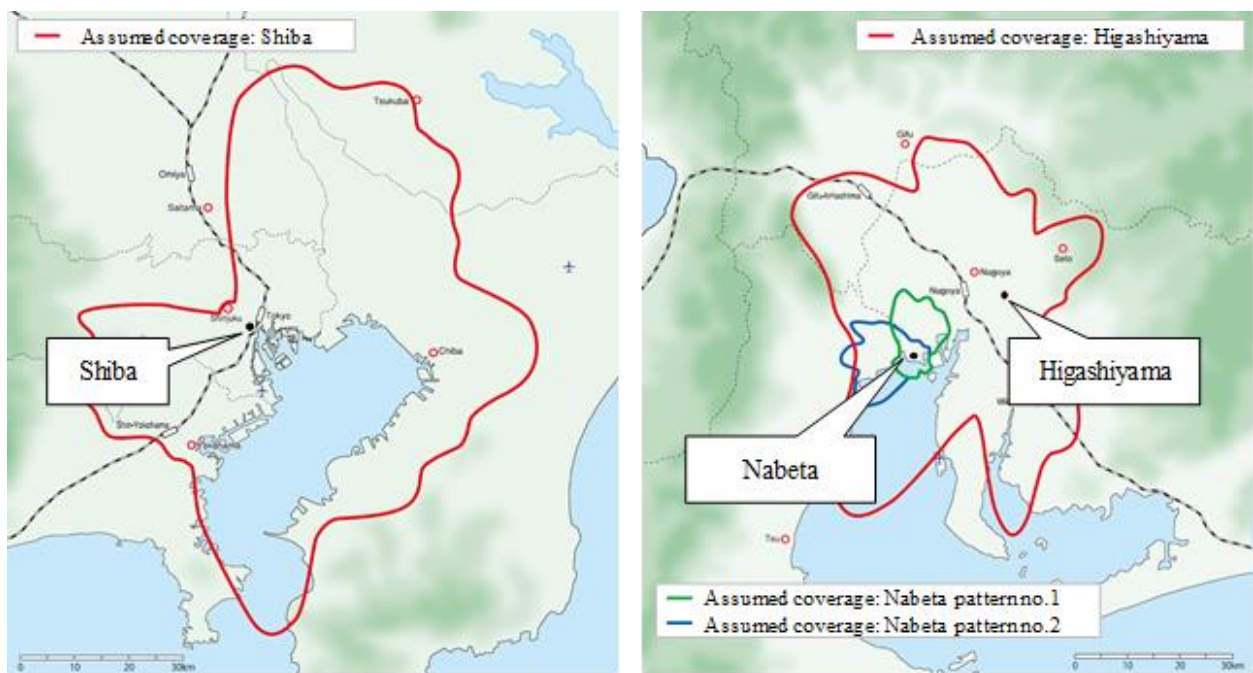 Assumed coverage: Shiba
Tsukuba
Omiya
Saitama
Shinjuku
Tokyo
Shiba
Chiba
Shin-Yokohama
Yokohama
0 10 20 30km
Assumed coverage: Higashiyama
Gifu
Gifu-Hashima
Seto
Nagoya
Nagoya
Higashiyama
Nabeta
Tsu
Assumed coverage: Nabeta pattern no.1
Assumed coverage: Nabeta pattern no.2
0 10 20 30km